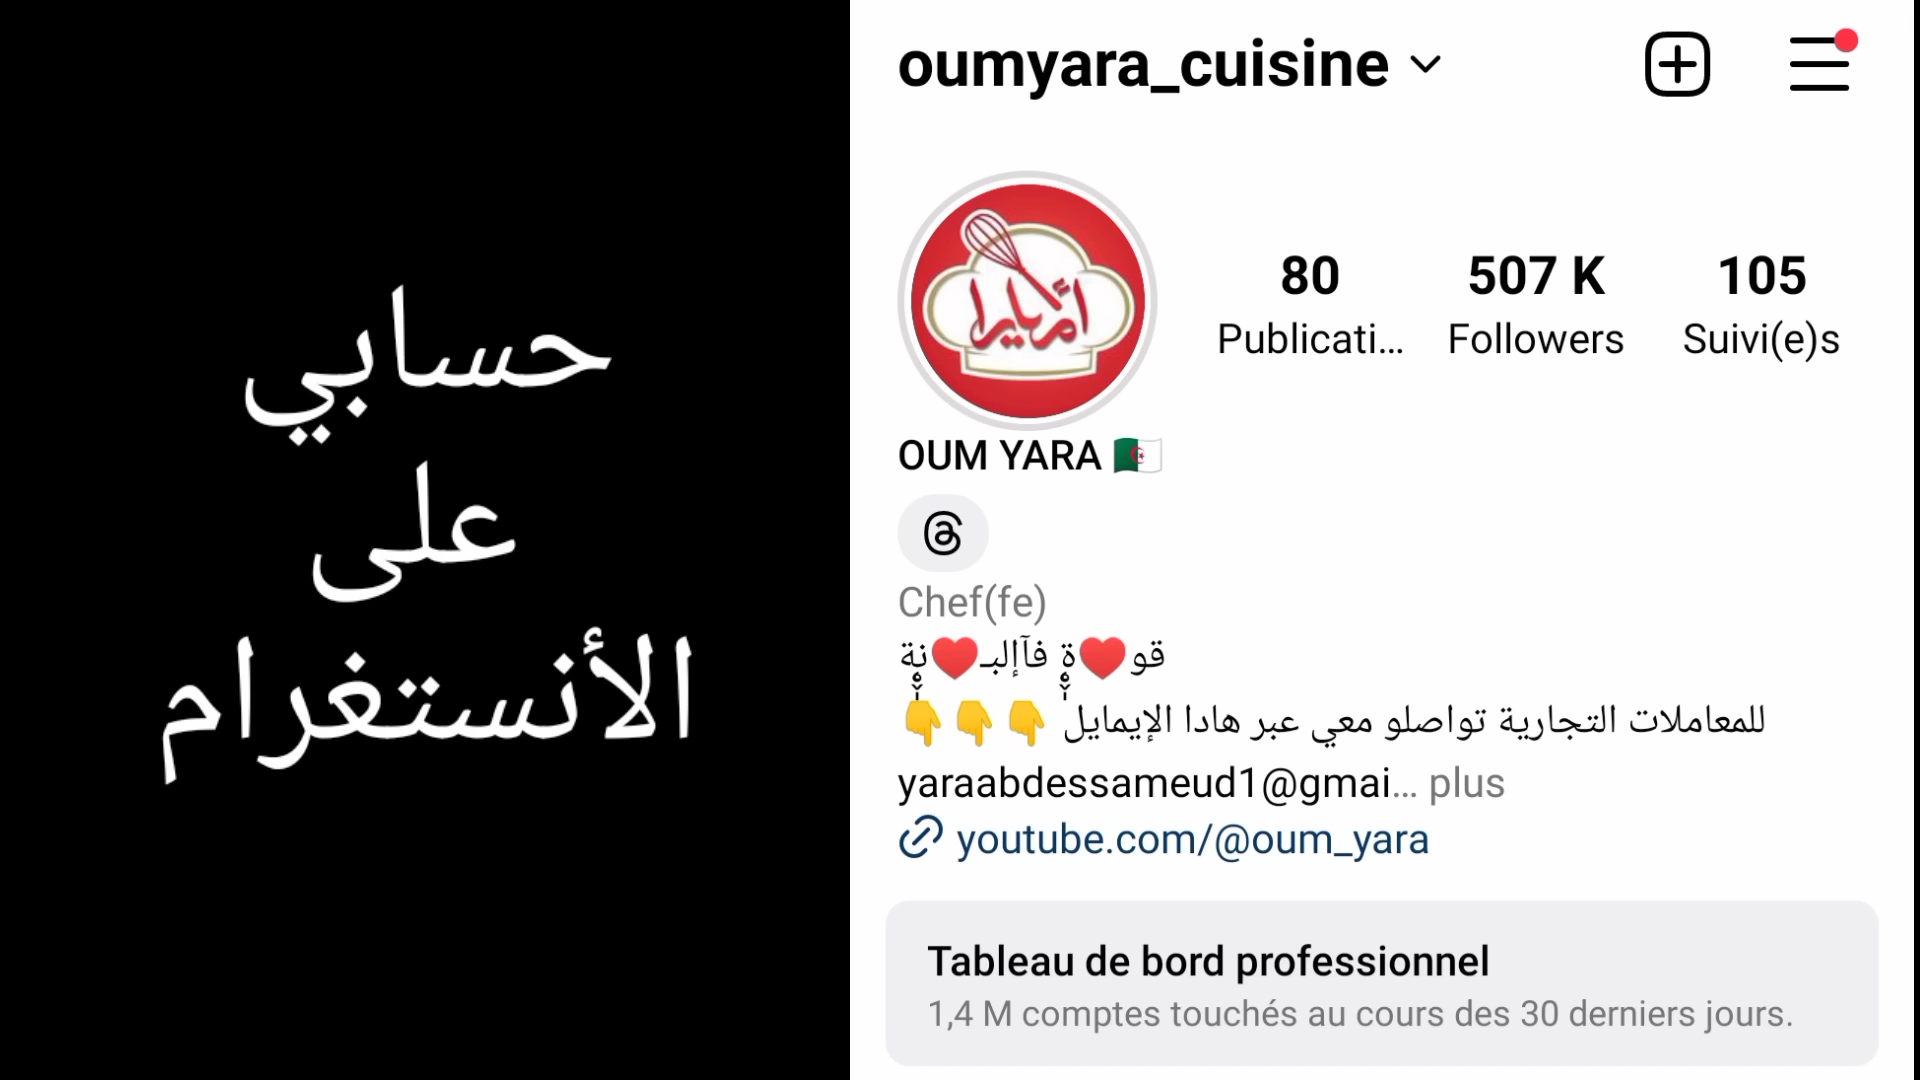 حسابي
على
الأنستغرام
oumyara_cuisine
أم يارا
80 507 K 105
Publicati... Followers Suivi(e)s
OUM YARA 🇩🇿
Chef(fe)
قو❤️ةٍ فآإلبـ❤️نةٍ
للمعاملات التجارية تواصلو معي عبر هادا الإيمايل 👇👇👇
yaraabdessameud1@gmai... plus
youtube.com/@oum_yara
Tableau de bord professionnel
1,4 M comptes touchés au cours des 30 derniers jours.